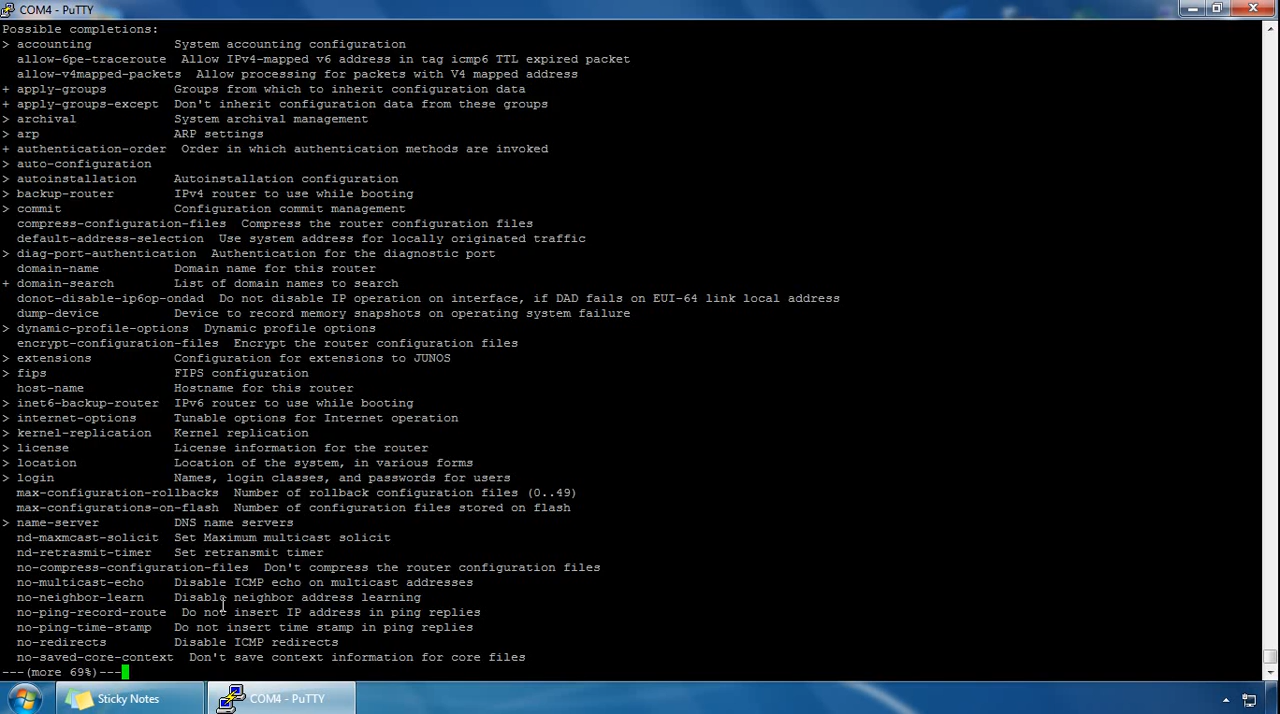 COM4 - PuTTY
Possible completions:
> accounting           System accounting configuration
  allow-6pe-traceroute  Allow IPv4-mapped v6 address in tag icmp6 TTL expired packet
  allow-v4mapped-packets  Allow processing for packets with V4 mapped address
+ apply-groups         Groups from which to inherit configuration data
+ apply-groups-except  Don't inherit configuration data from these groups
> archival             System archival management
> arp                  ARP settings
+ authentication-order  Order in which authentication methods are invoked
> auto-configuration
> autoinstallation     Autoinstallation configuration
> backup-router        IPv4 router to use while booting
> commit               Configuration commit management
  compress-configuration-files  Compress the router configuration files
  default-address-selection  Use system address for locally originated traffic
> diag-port-authentication  Authentication for the diagnostic port
  domain-name          Domain name for this router
+ domain-search        List of domain names to search
  donot-disable-ip6op-ondad  Do not disable IP operation on interface, if DAD fails on EUI-64 link local address
  dump-device          Device to record memory snapshots on operating system failure
> dynamic-profile-options  Dynamic profile options
  encrypt-configuration-files  Encrypt the router configuration files
> extensions           Configuration for extensions to JUNOS
> fips                 FIPS configuration
  host-name            Hostname for this router
> inet6-backup-router  IPv6 router to use while booting
> internet-options     Tunable options for Internet operation
> kernel-replication   Kernel replication
> license              License information for the router
> location             Location of the system, in various forms
> login                Names, login classes, and passwords for users
  max-configuration-rollbacks  Number of rollback configuration files (0..49)
  max-configurations-on-flash  Number of configuration files stored on flash
> name-server          DNS name servers
  nd-maxmcast-solicit  Set Maximum multicast solicit
  nd-retrasmit-timer   Set retransmit timer
  no-compress-configuration-files  Don't compress the router configuration files
  no-multicast-echo    Disable ICMP echo on multicast addresses
  no-neighbor-learn    Disable neighbor address learning
  no-ping-record-route  Do not insert IP address in ping replies
  no-ping-time-stamp   Do not insert time stamp in ping replies
  no-redirects         Disable ICMP redirects
  no-saved-core-context  Don't save context information for core files
---(more 69%)---
Sticky Notes
COM4 - PuTTY